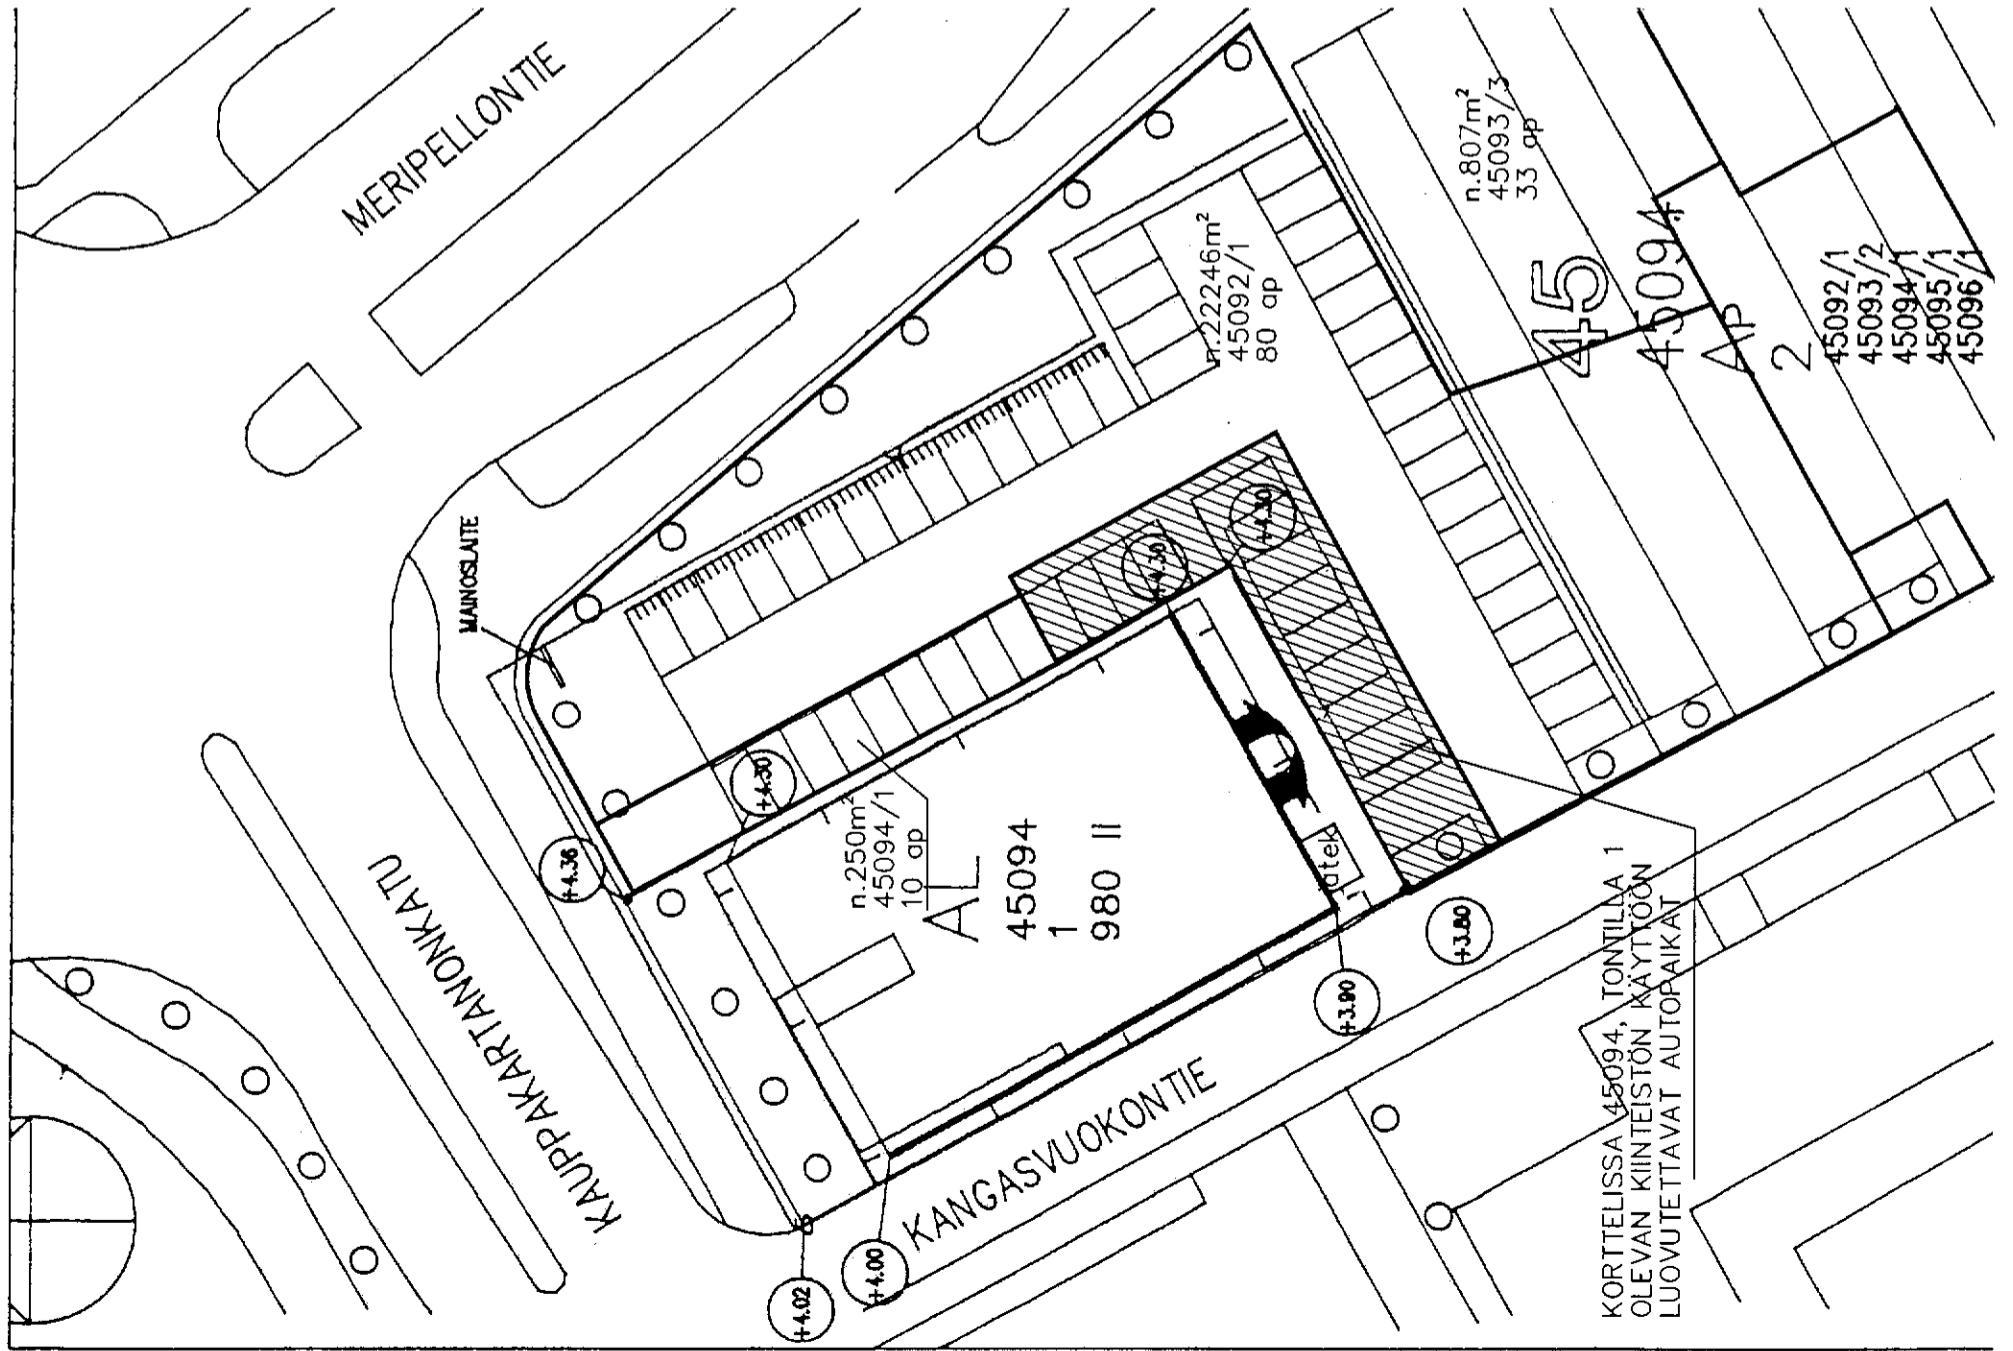 MERIPELLONTIE
MAINOSLAITE
KAUPPAKARTANONKATU
KANGASVUOKONTIE
n.807m²
45093/3
33 ap
n.222246m²
45092/1
80 ap
45
45094
AP
2
45092/1
45093/2
45094/1
45095/1
45096/1
n.250m²
45094/1
10 ap
AL
45094
1
980 II
+4.36
+4.30
+4.30
+4.30
+3.80
+3.90
+4.00
+4.02
KORTTELISSA 45094, TONTILLA 1
OLEVAN KIINTEISTÖN KÄYTTÖÖN
LUOVUTETTAVAT AUTOPAIKAT